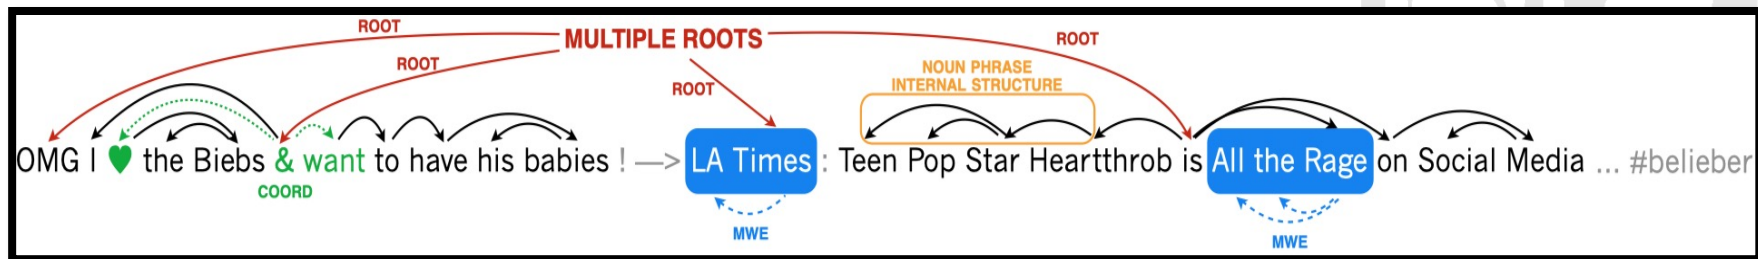 ROOT
MULTIPLE ROOTS
ROOT
ROOT
ROOT
NOUN PHRASE
INTERNAL STRUCTURE
OMG I ♥ the Biebs & want to have his babies ! —> LA Times : Teen Pop Star Heartthrob is All the Rage on Social Media ... #belieber
COORD
MWE
MWE